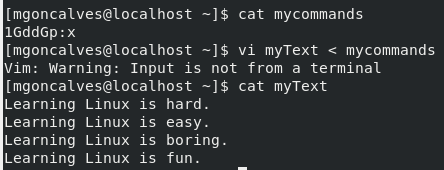 [mgoncalves@localhost ~]$ cat mycommands
1GddGp:x
[mgoncalves@localhost ~]$ vi myText < mycommands
Vim: Warning: Input is not from a terminal
[mgoncalves@localhost ~]$ cat myText
Learning Linux is hard.
Learning Linux is easy.
Learning Linux is boring.
Learning Linux is fun.